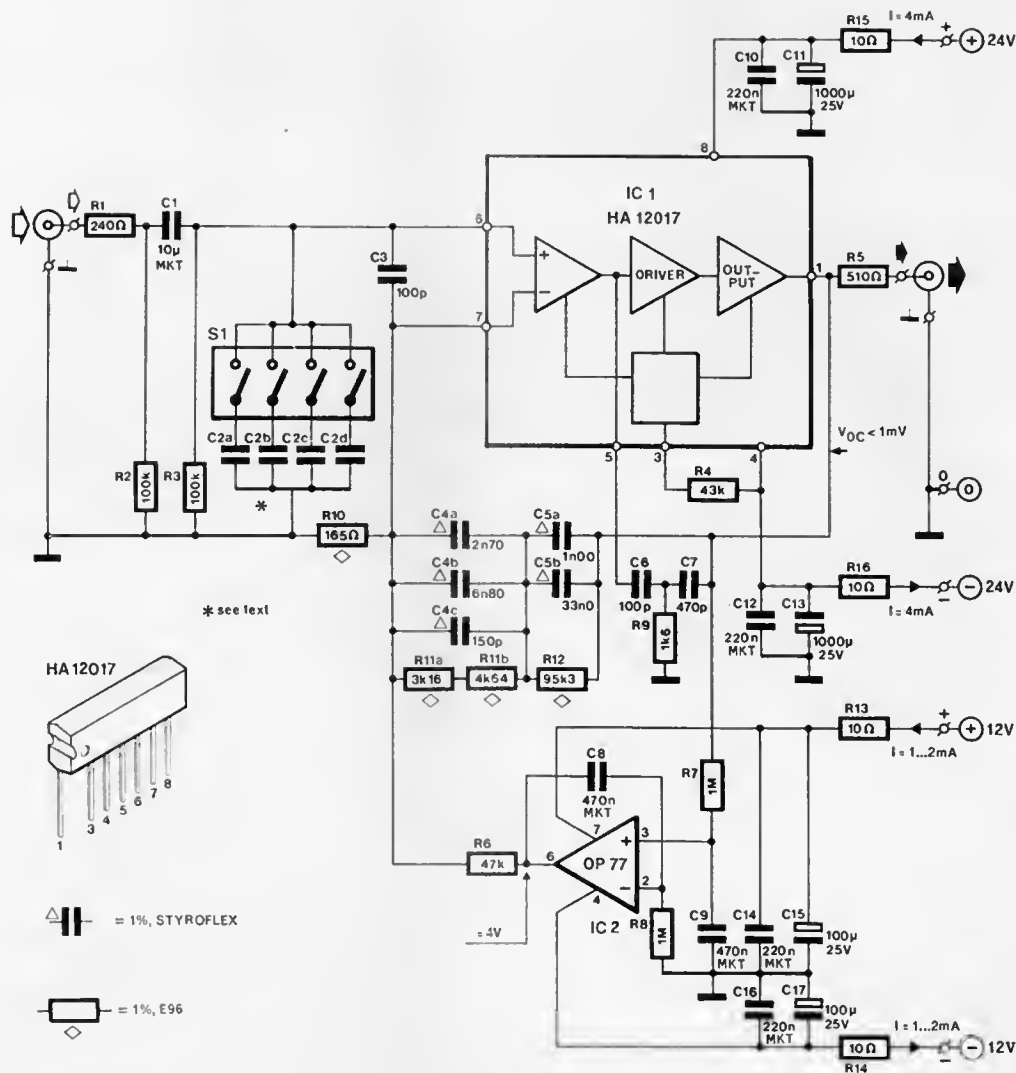 R15
10Ω
I = 4mA
+
+
24V
C10
220n
MKT
C11
1000µ
25V
8
IC 1
HA 12017
R1
240Ω
C1
10µ
MKT
6
C3
100p
+
−
ORIVER
OUT-
PUT
1
R5
510Ω
7
S1
C2a
C2b
C2c
C2d
*
R2
100k
R3
100k
5
3
4
R4
43k
VOC < 1mV
0
0
R10
165Ω
C4a
2n70
C4b
6n80
C4c
150p
C5a
1n00
C5b
33n0
R11a
3k16
R11b
4k64
R12
95k3
C6
100p
C7
470p
R9
1k6
R16
10Ω
I = 4mA
−
−
24V
C12
220n
MKT
C13
1000µ
25V
* see text
HA12017
1
3
4
5
6
7
8
R13
10Ω
I = 1...2mA
+
+
12V
R7
1M
C8
470n
MKT
R6
47k
6
7
+
3
OP 77
−
2
4
IC 2
R8
1M
= 4V
C9
470n
MKT
C14
220n
MKT
C15
100µ
25V
C16
220n
MKT
C17
100µ
25V
I = 1...2mA
10Ω
R14
−
−
12V
= 1%, STYROFLEX
= 1%, E96